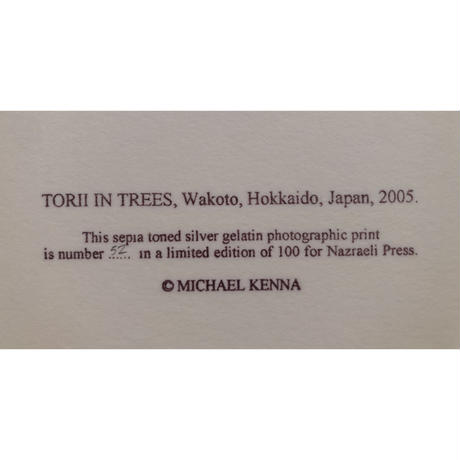 TORII IN TREES, Wakoto, Hokkaido, Japan, 2005.
This sepia toned silver gelatin photographic print
is number 52 in a limited edition of 100 for Nazraeli Press.
© MICHAEL KENNA